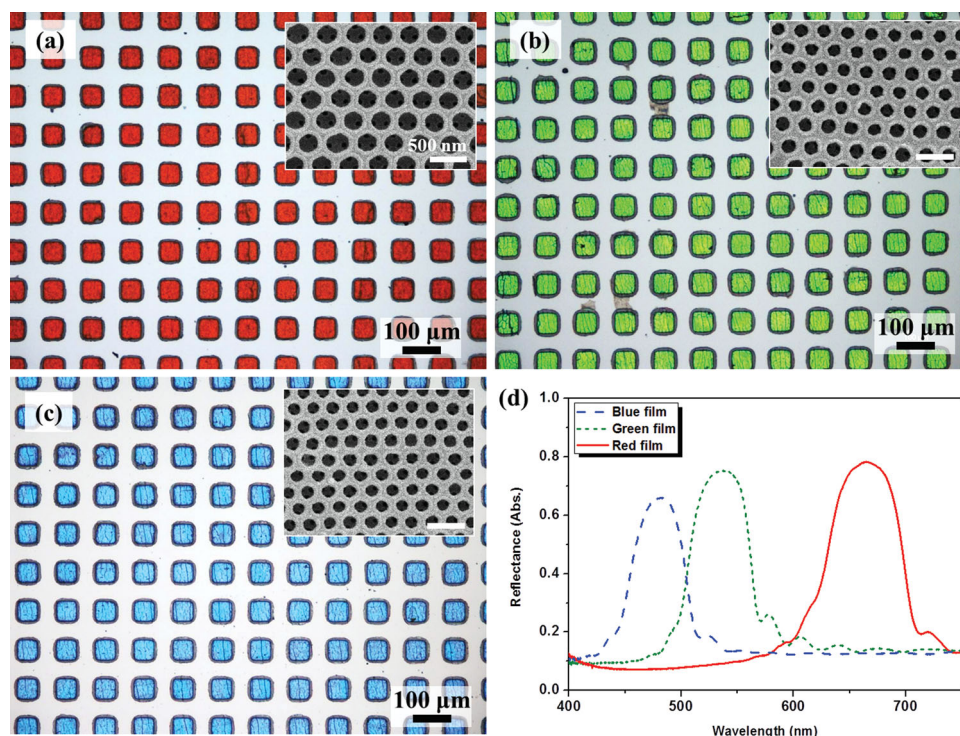 (a)
500 nm
100 µm
(b)
100 µm
(c)
100 µm
(d)
1.0
0.8
0.6
0.4
0.2
0.0
Reflectance (Abs.)
Blue film
Green film
Red film
400
500
600
700
Wavelength (nm)